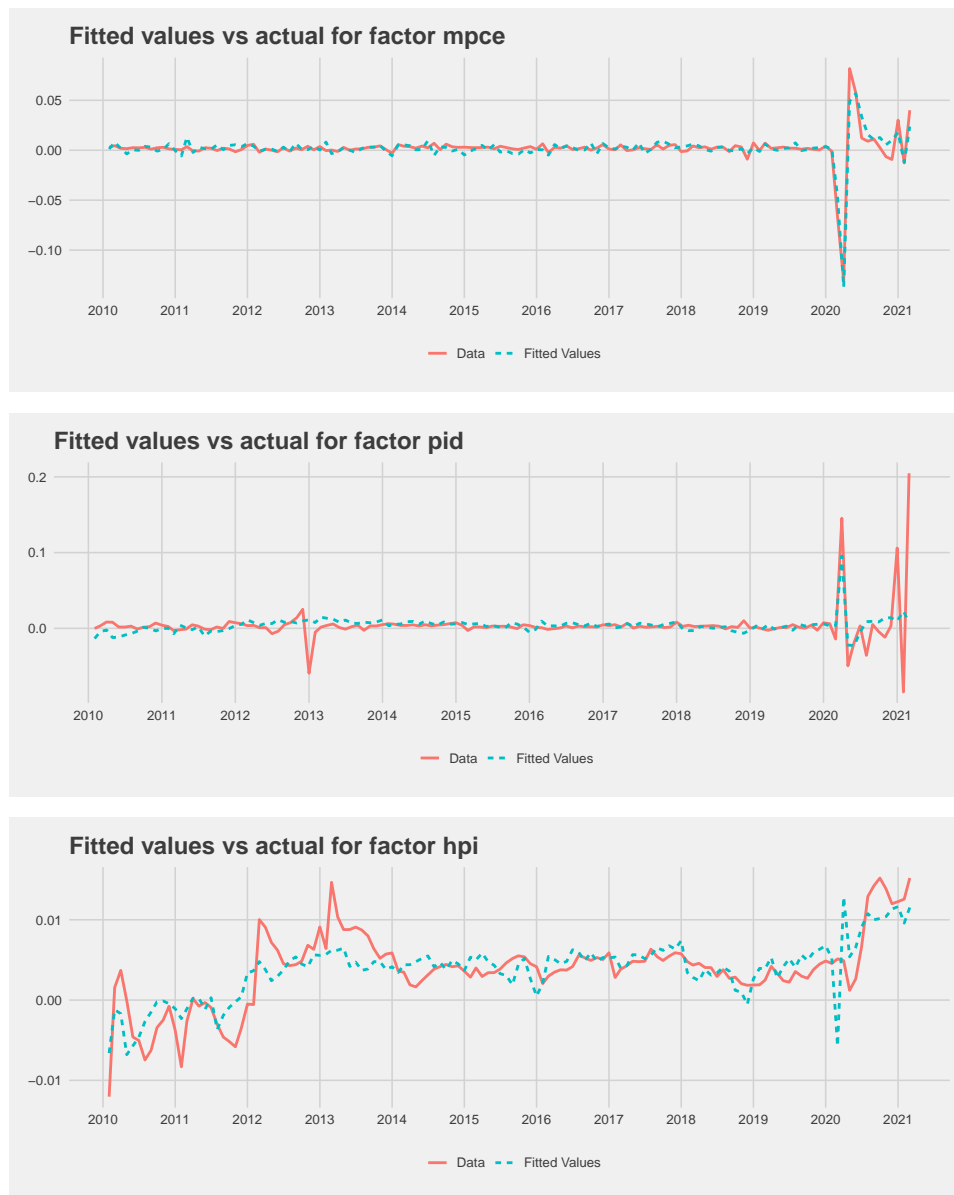 Fitted values vs actual for factor mpce
0.05
0.00
−0.05
−0.10
2010 2011 2012 2013 2014 2015 2016 2017 2018 2019 2020 2021
Data Fitted Values
Fitted values vs actual for factor pid
0.2
0.1
0.0
2010 2011 2012 2013 2014 2015 2016 2017 2018 2019 2020 2021
Data Fitted Values
Fitted values vs actual for factor hpi
0.01
0.00
−0.01
2010 2011 2012 2013 2014 2015 2016 2017 2018 2019 2020 2021
Data Fitted Values